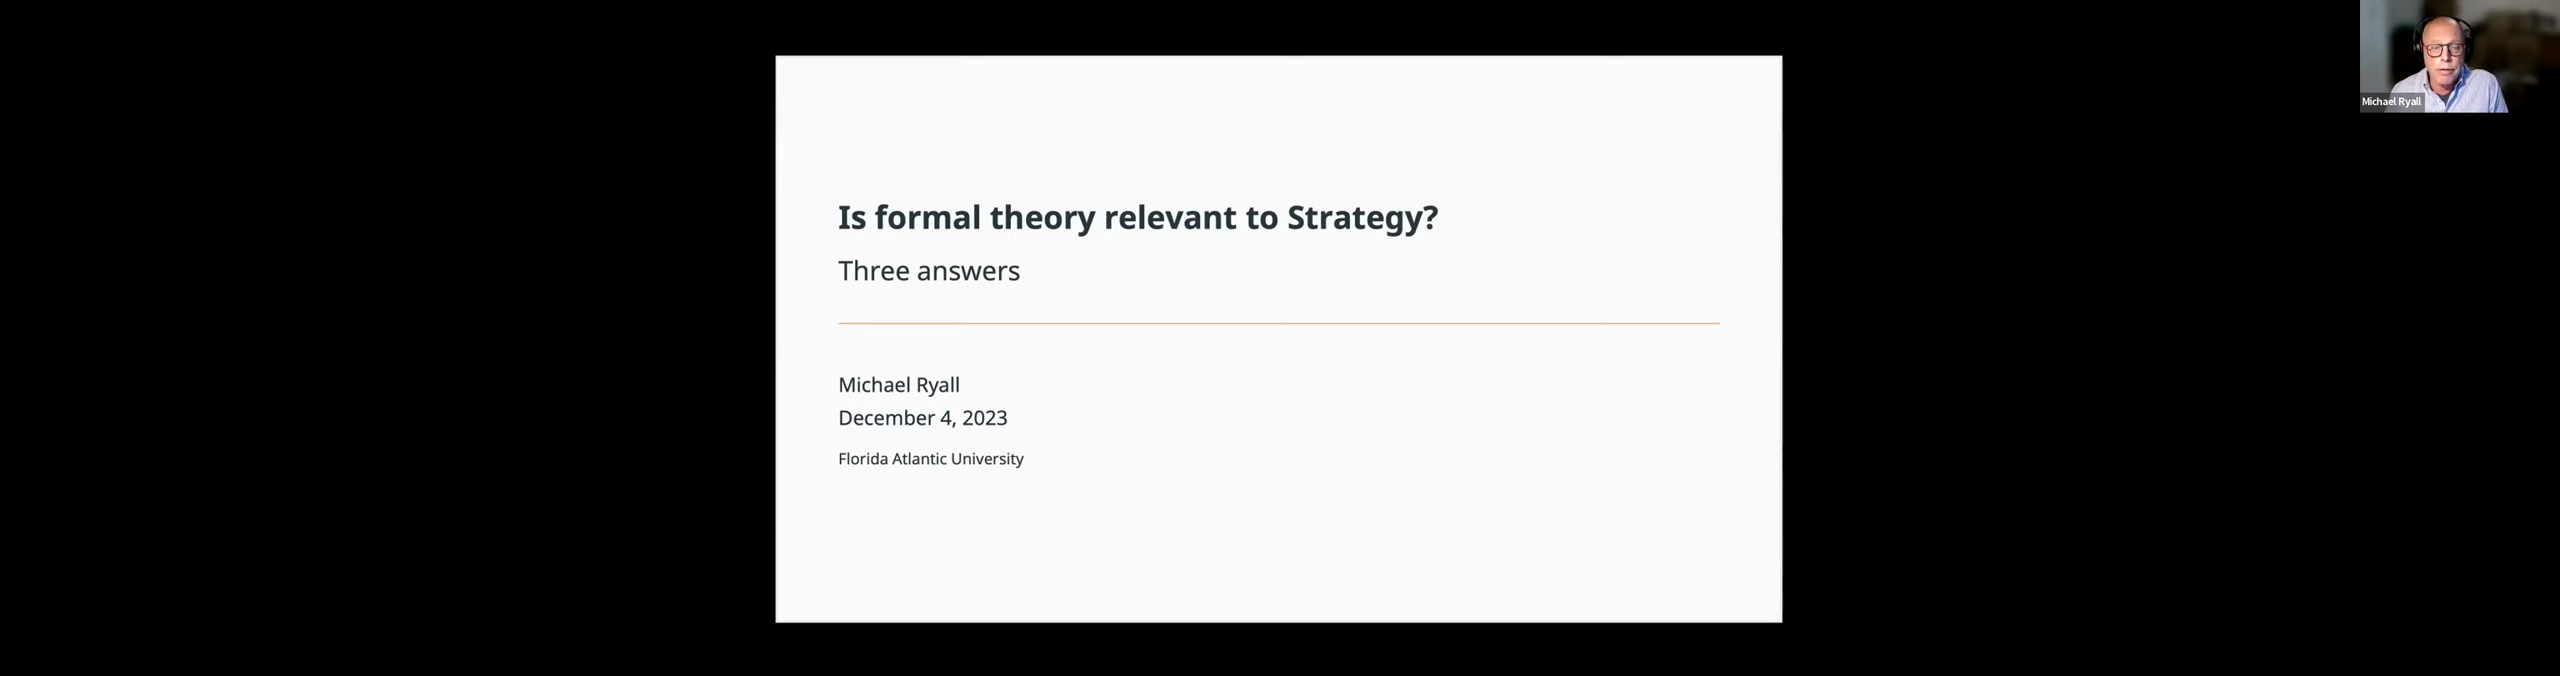 Is formal theory relevant to Strategy?
Three answers
Michael Ryall
December 4, 2023
Florida Atlantic University
Michael Ryall